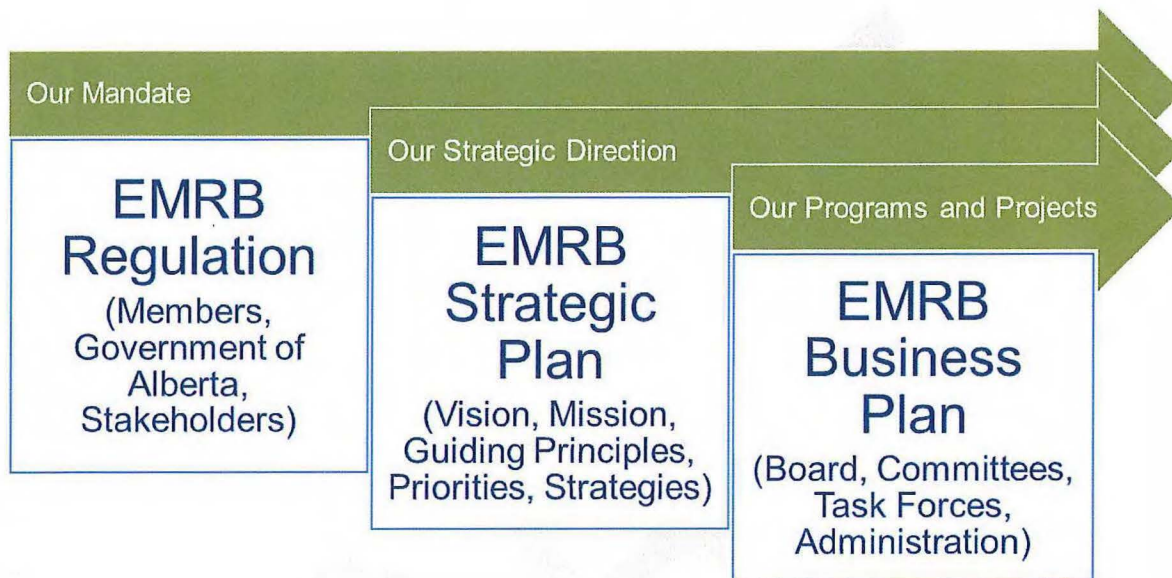 Our Mandate
EMRB
Regulation
(Members,
Government of
Alberta,
Stakeholders)
Our Strategic Direction
EMRB
Strategic
Plan
(Vision, Mission,
Guiding Principles,
Priorities, Strategies)
Our Programs and Projects
EMRB
Business
Plan
(Board, Committees,
Task Forces,
Administration)